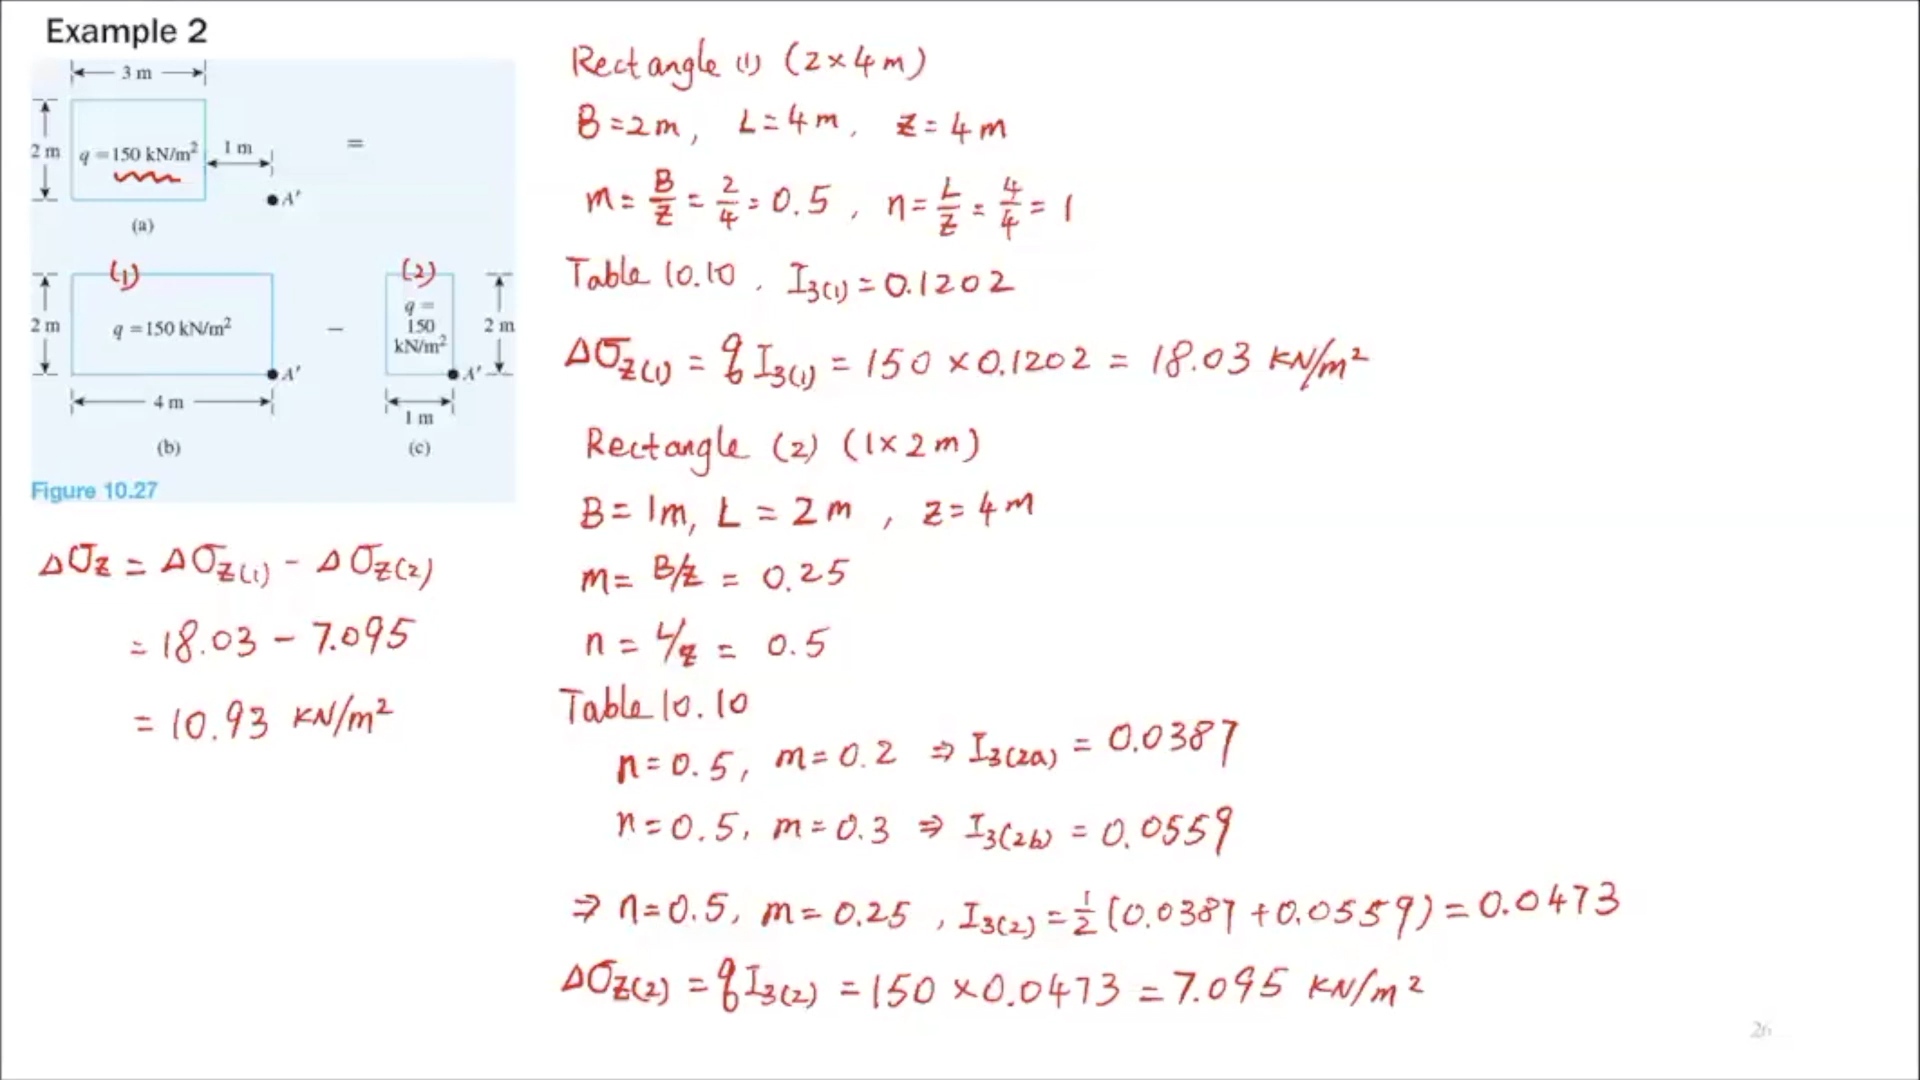 Example 2
3 m
2 m
q = 150 kN/m²
1 m
=
A'
(a)
(1)
2 m
q = 150 kN/m²
A'
4 m
(b)
−
(2)
q =
150
kN/m²
2 m
A'
1 m
(c)
Figure 10.27
Δσz = Δσz(1) - Δσz(2)
= 18.03 - 7.095
= 10.93 KN/m²
Rectangle (1) (2×4m)
B=2m, L=4m, z=4m
m= B/z = 2/4 = 0.5, n= L/z = 4/4 = 1
Table 10.10, I3(1) = 0.1202
Δσz(1) = q I3(1) = 150 × 0.1202 = 18.03 KN/m²
Rectangle (2) (1×2m)
B= 1m, L = 2m, z=4m
m= B/z = 0.25
n = L/z = 0.5
Table 10.10
n=0.5, m=0.2 ⇒ I3(2a) = 0.0387
n=0.5, m=0.3 ⇒ I3(2b) = 0.0559
⇒ n=0.5, m=0.25, I3(2) = 1/2 (0.0387 + 0.0559) = 0.0473
Δσz(2) = q I3(2) = 150 × 0.0473 = 7.095 KN/m²
26